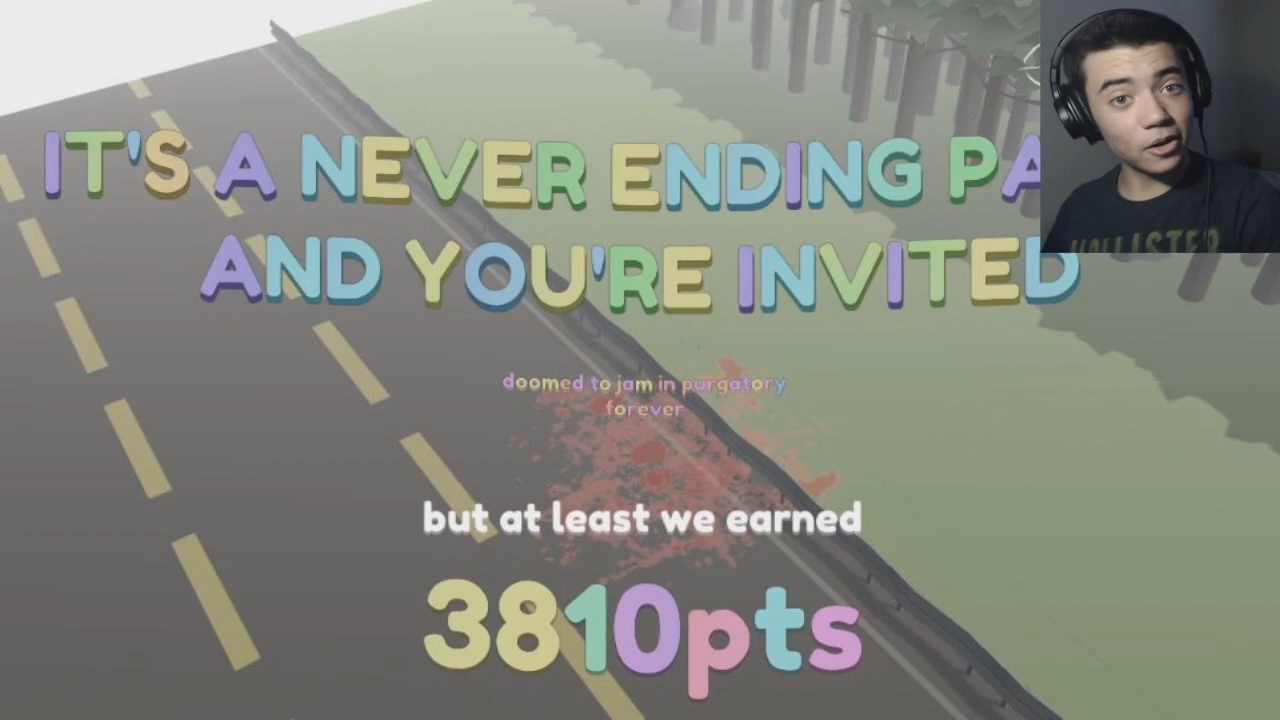 IT'S A NEVER ENDING PA
AND YOU'RE INVITED
doomed to jam in purgatory
forever
but at least we earned
3810pts
HOLLISTER